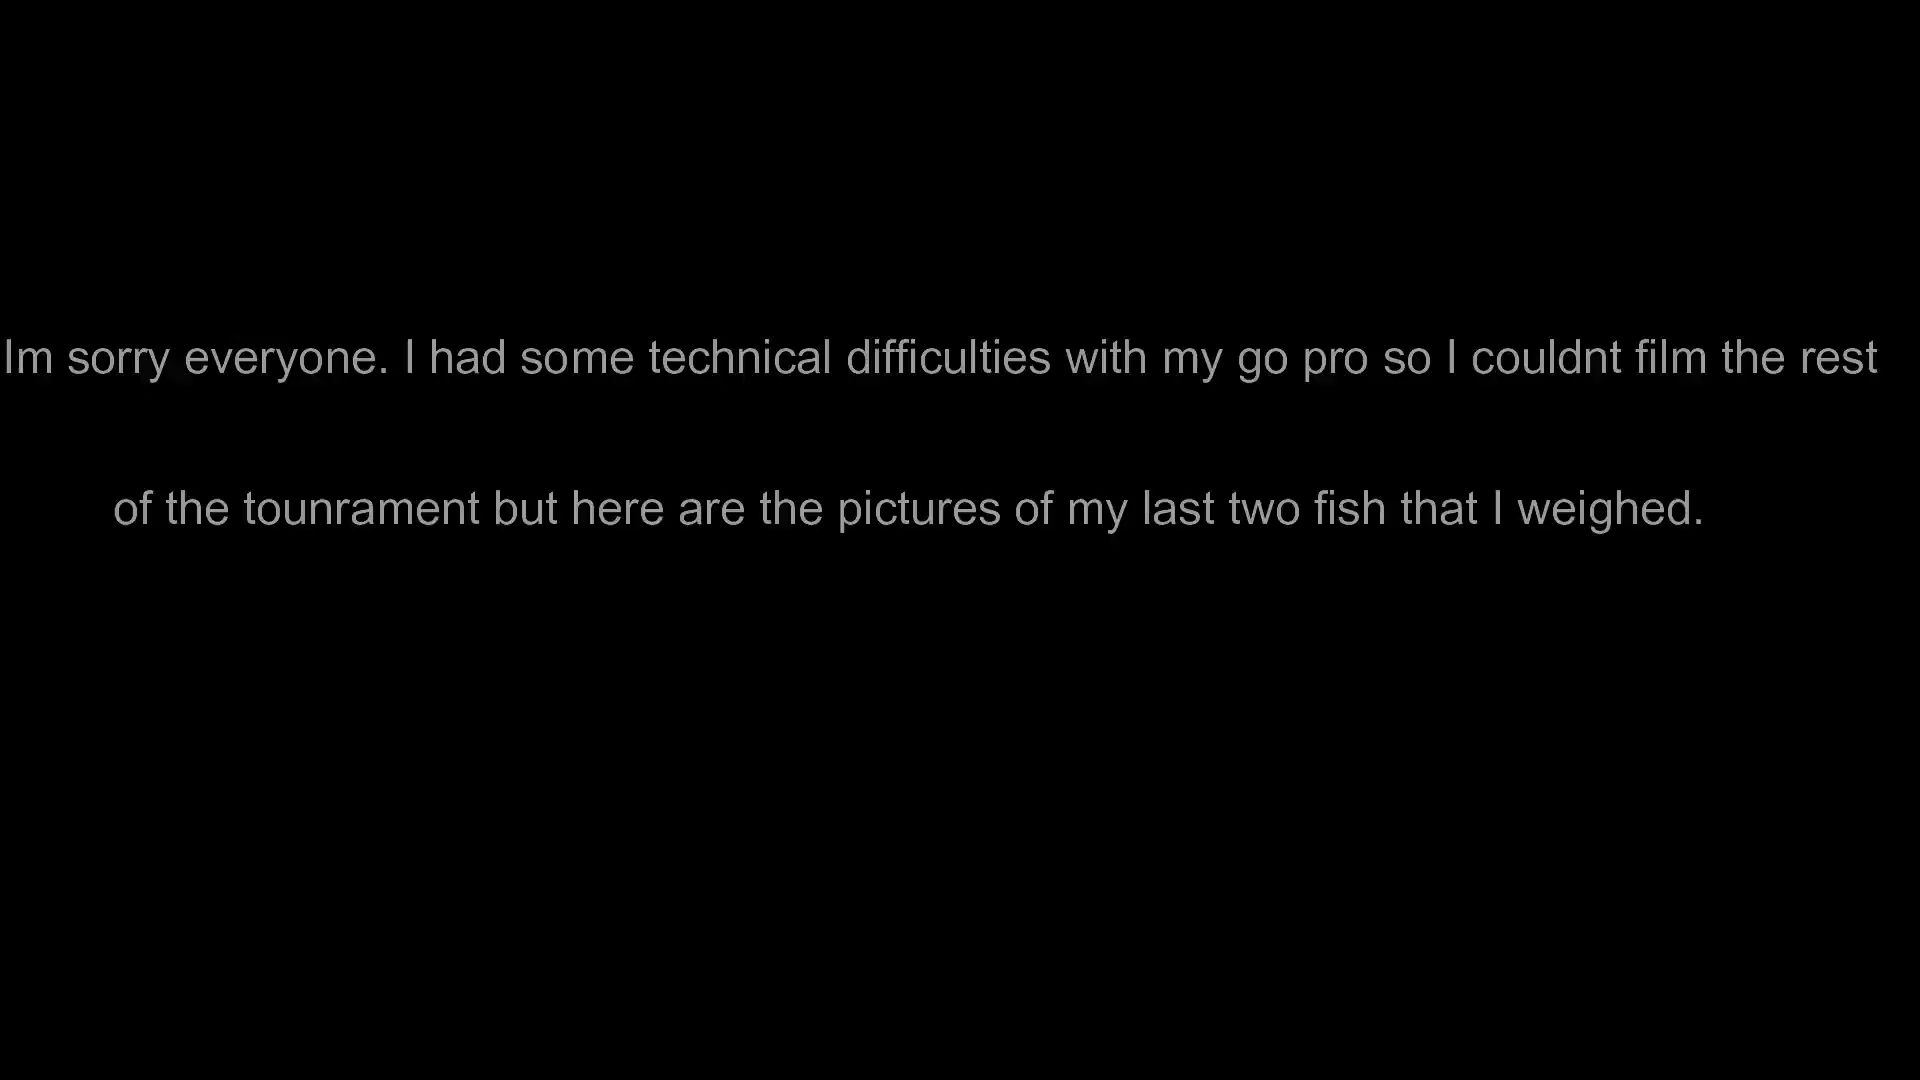 Im sorry everyone. I had some technical difficulties with my go pro so I couldnt film the rest
of the tounrament but here are the pictures of my last two fish that I weighed.